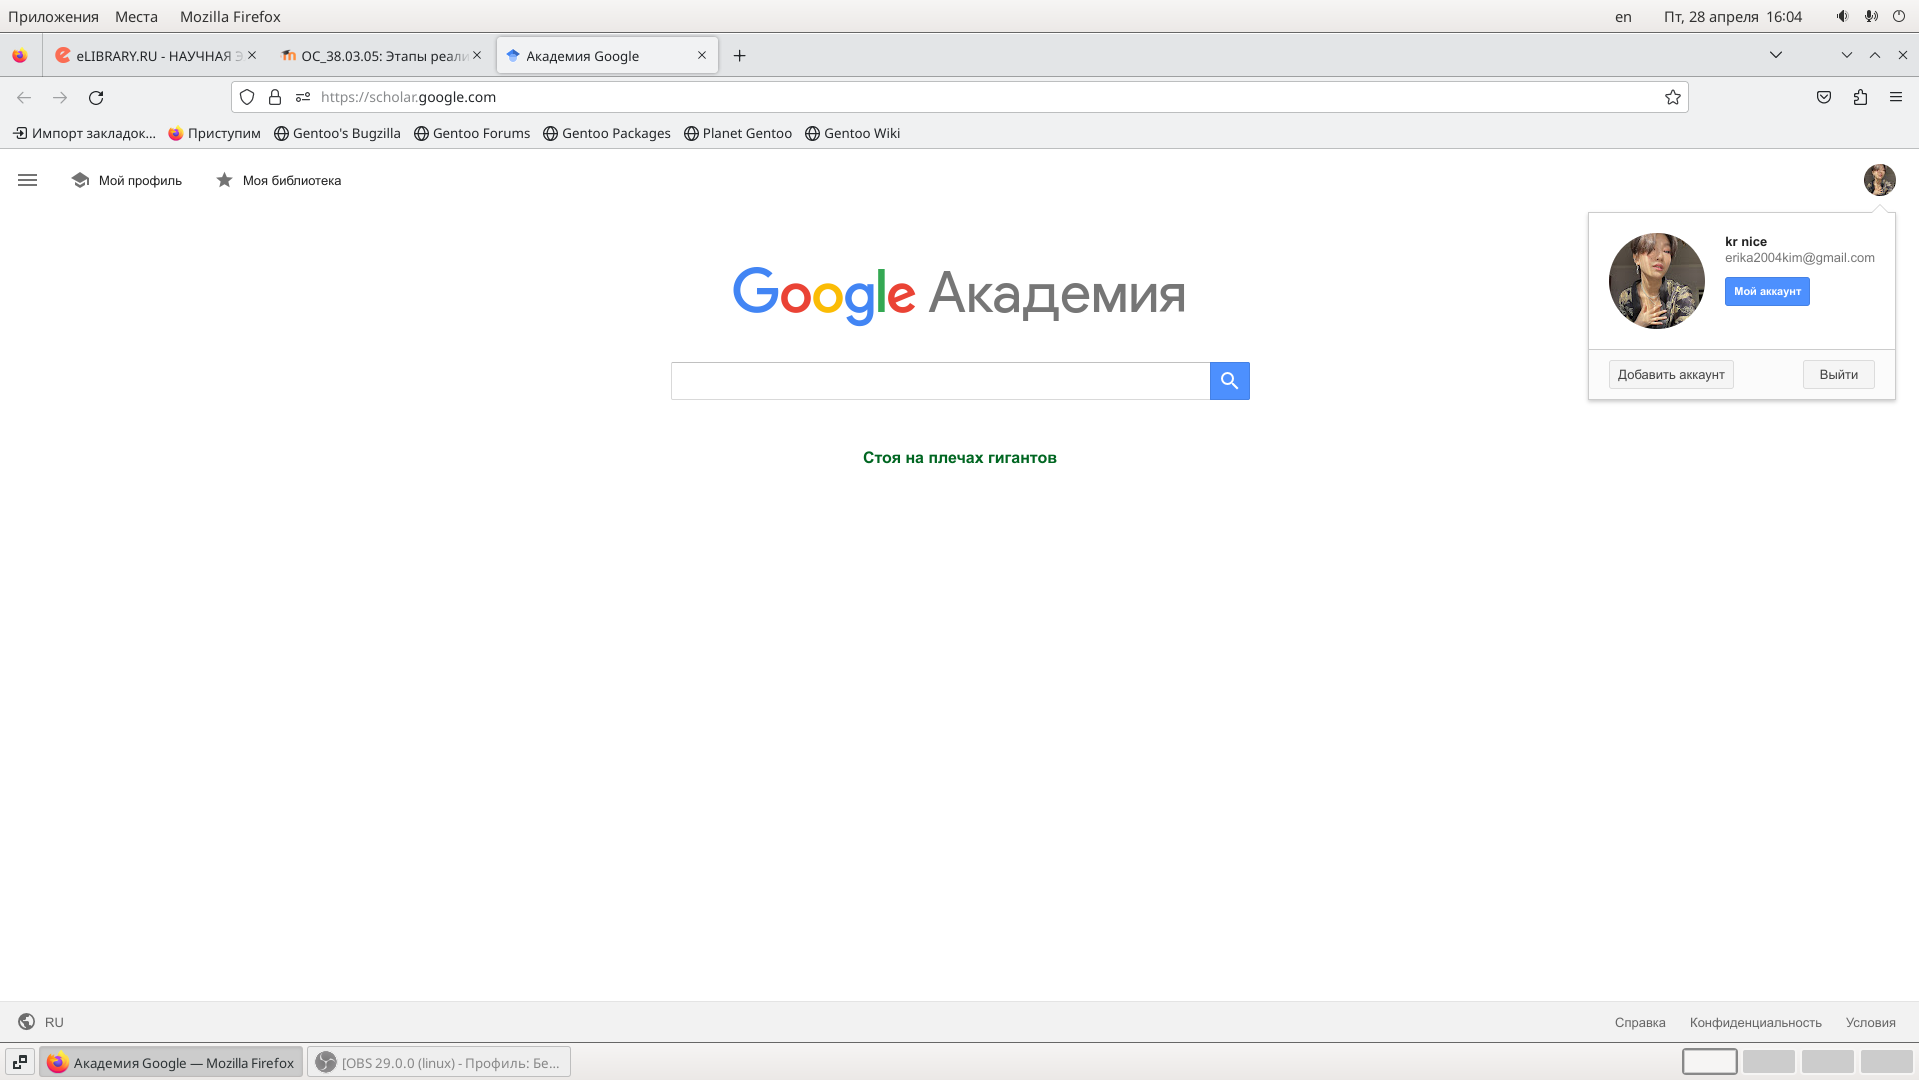 Приложения Места Mozilla Firefox en Пт, 28 апреля 16:04
eLIBRARY.RU - НАУЧНАЯ Э ОС_38.03.05: Этапы реали Академия Google
https://scholar.google.com
Импорт закладок... Приступим Gentoo's Bugzilla Gentoo Forums Gentoo Packages Planet Gentoo Gentoo Wiki
Мой профиль Моя библиотека
kr nice
erika2004kim@gmail.com
Мой аккаунт
Добавить аккаунт Выйти
Google Академия
Стоя на плечах гигантов
RU Справка Конфиденциальность Условия
Академия Google — Mozilla Firefox [OBS 29.0.0 (linux) - Профиль: Бе...